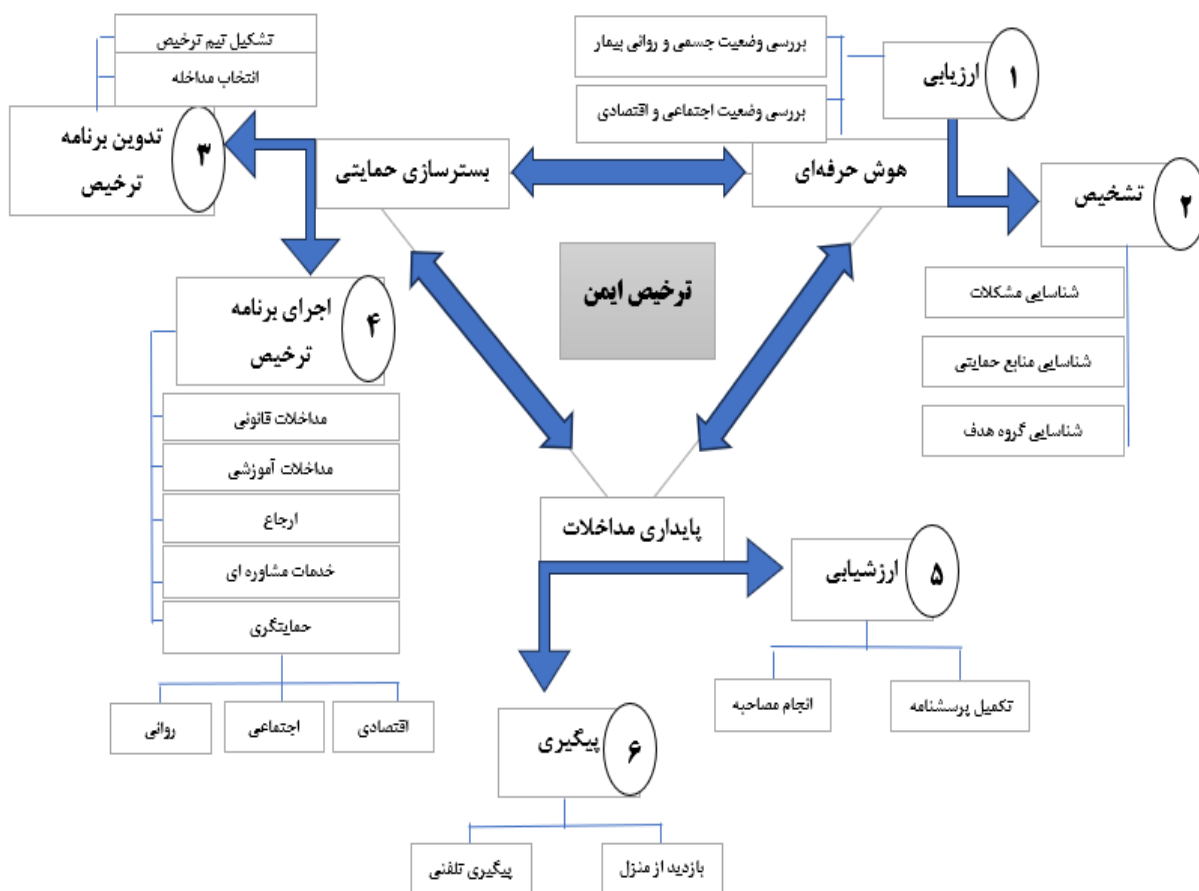 بررسی وضعیت جسمی و روانی بیمار
بررسی وضعیت اجتماعی و اقتصادی
ارزیابی
۱
تشکیل تیم ترخیص
انتخاب مداخله
تدوین برنامه
ترخیص
۳
بسترسازی حمایتی
هوش حرفه‌ای
تشخیص
۲
شناسایی مشکلات
شناسایی منابع حمایتی
شناسایی گروه هدف
ترخیص ایمن
اجرای برنامه
ترخیص
۴
مداخلات قانونی
مداخلات آموزشی
ارجاع
خدمات مشاوره ای
حمایتگری
اقتصادی
اجتماعی
روانی
پایداری مداخلات
ارزشیابی
۵
تکمیل پرسشنامه
انجام مصاحبه
پیگیری
۶
بازدید از منزل
پیگیری تلفنی